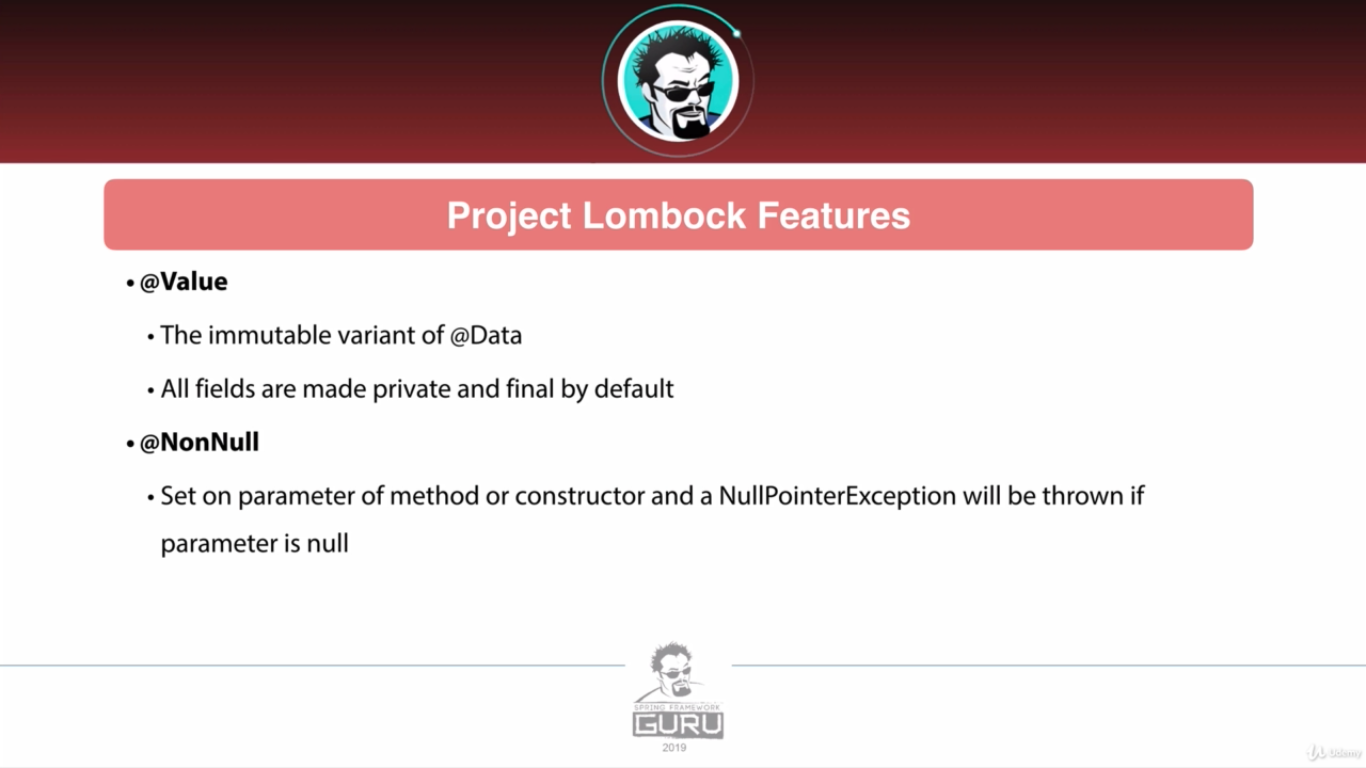 Project Lombock Features
• @Value
• The immutable variant of @Data
• All fields are made private and final by default
• @NonNull
• Set on parameter of method or constructor and a NullPointerException will be thrown if
parameter is null
SPRING FRAMEWORK
GURU
2019
Udemy